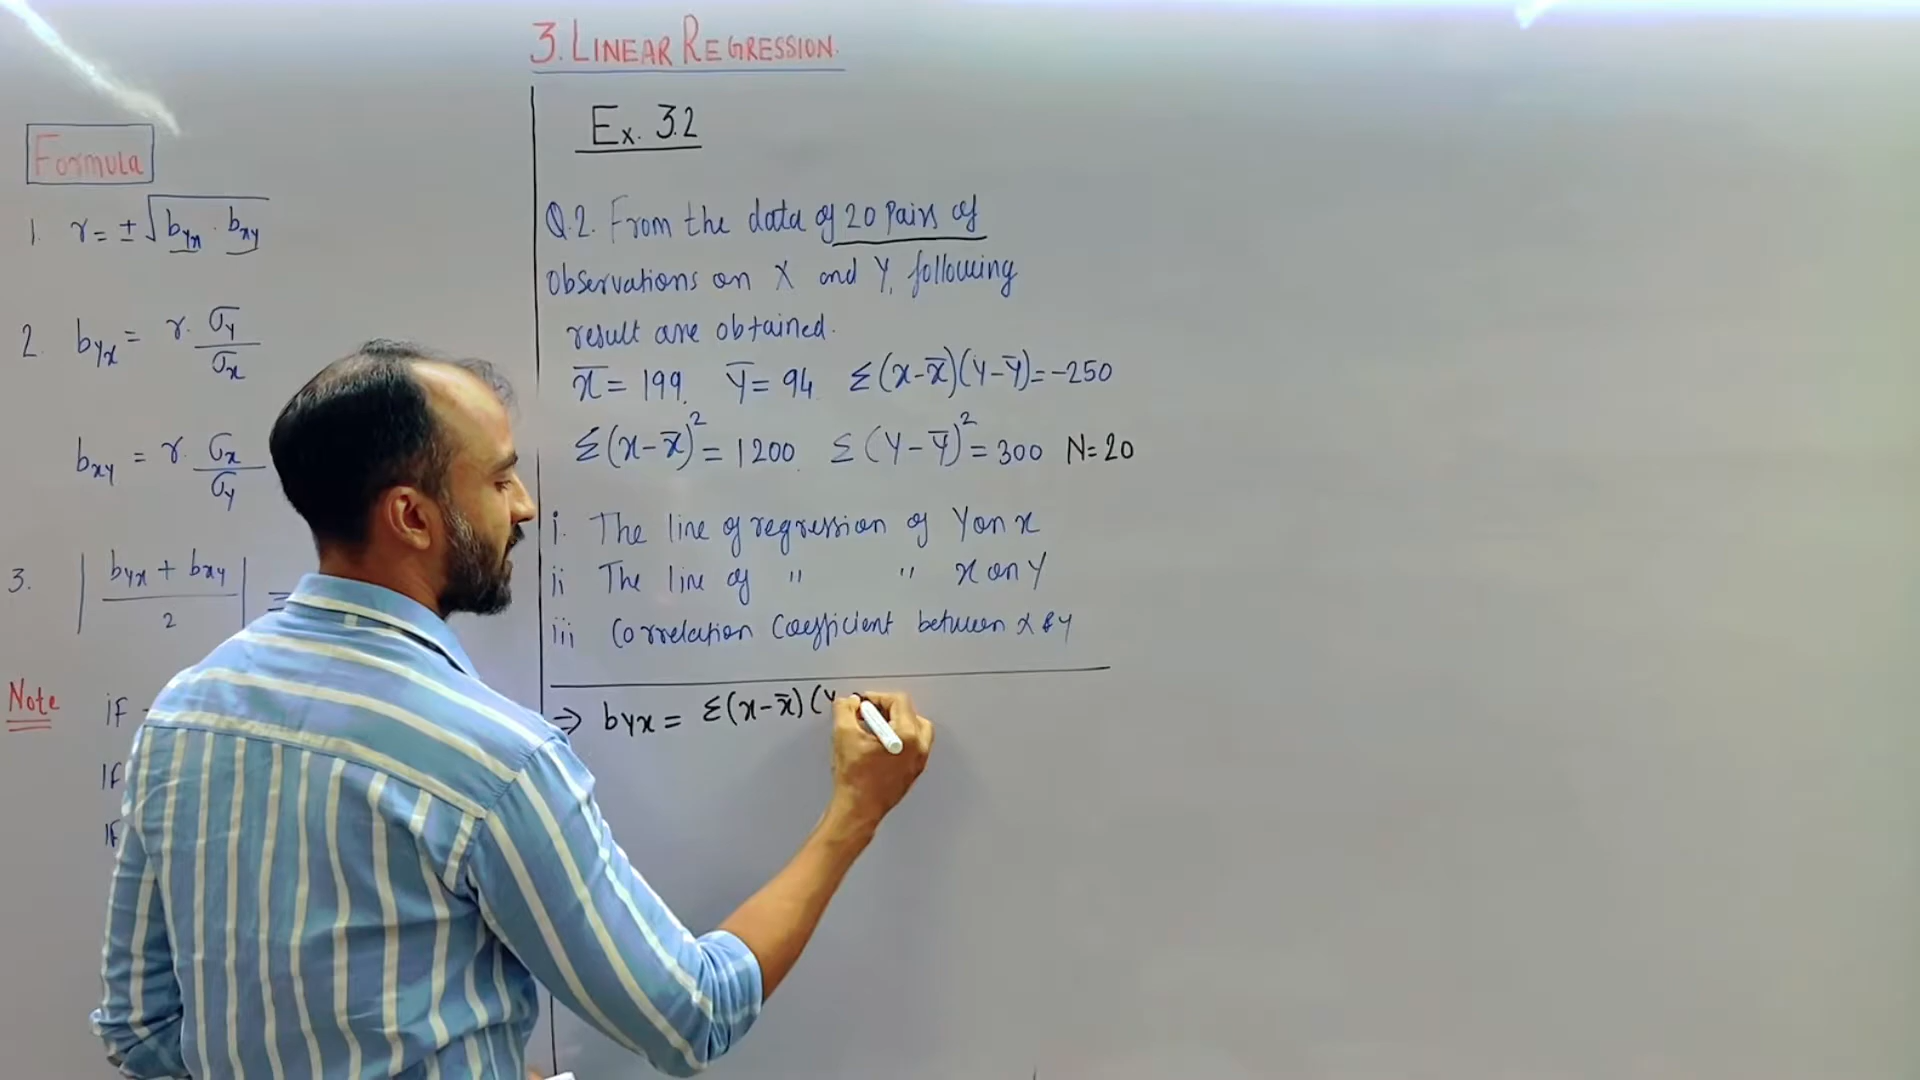 3. LINEAR REGRESSION.
Formula
1. r = ± √(byx . bxy)
2. byx = r. σy / σx
bxy = r. σx / σy
3. | byx + bxy / 2 | =
Note
IF
IF
IF
Ex. 3.2
Q.2. From the data of 20 Pairs of
observations on X and Y, following
result are obtained.
x̄ = 199, ȳ = 94 Σ(x-x̄)(y-ȳ)=-250
Σ(x-x̄)² = 1200 Σ(y-ȳ)² = 300 N=20
i. The line of regression of Y on x
ii The line of " " x on y
iii Correlation Coefficient between x & y
⇒ byx = Σ(x-x̄)(y